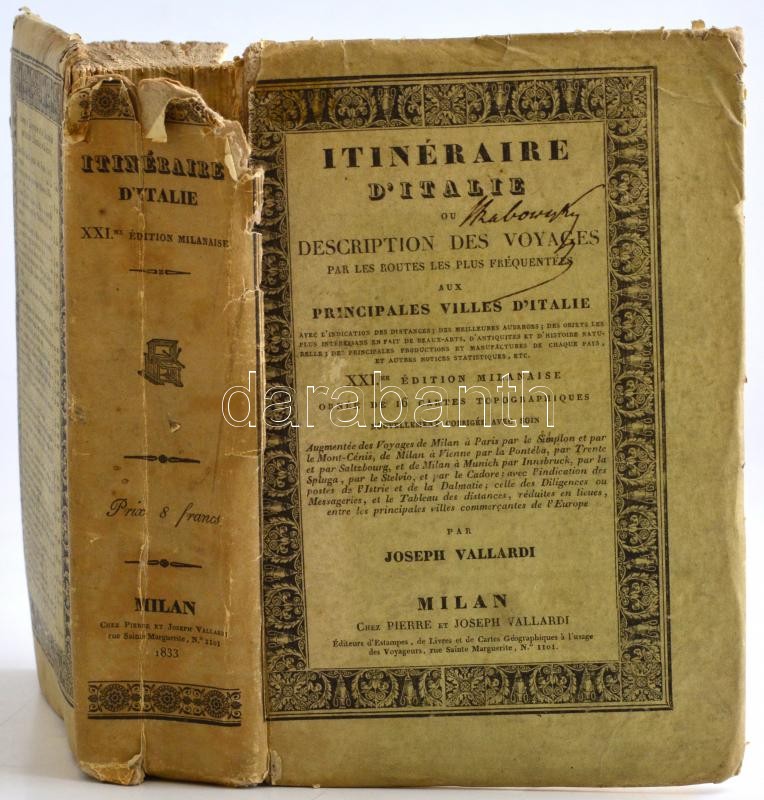 ITINÉRAIRE
D'ITALIE
XXI.ME ÉDITION MILANAISE
Prix 8 francs
MILAN
CHEZ PIERRE ET JOSEPH VALLARDI
rue Sainte Marguerite, N.º 1101
1833
ITINÉRAIRE
D'ITALIE
OU
DESCRIPTION DES VOYAGES
PAR LES ROUTES LES PLUS FRÉQUENTÉES
AUX
PRINCIPALES VILLES D'ITALIE
AVEC L'INDICATION DES DISTANCES; DES MEILLEURES AUBERGES; DES OBJETS LES
PLUS INTÉRESSANS EN FAIT DE BEAUX-ARTS, D'ANTIQUITÉS ET D'HISTOIRE NATU-
RELLE; DES PRINCIPALES PRODUCTIONS ET MANUFACTURES DE CHAQUE PAYS,
ET AUTRES NOTICES STATISTIQUES, ETC.
XXI.ME ÉDITION MILANAISE
ORNÉE DE 16 CARTES TOPOGRAPHIQUES
CORRIGÉE AVEC SOIN
Augmentée des Voyages de Milan à Paris par le Simplon et par
le Mont-Cénis, de Milan à Vienne par la Pontéba, par Trente
et par Saltzbourg, et de Milan à Munich par Innsbruck, par la
Spluga, par le Stelvio, et par le Cadore; avec l'indication des
postes de l'Istrie et de la Dalmatie; celle des Diligences ou
Messageries, et le Tableau des distances, réduites en lieues,
entre les principales villes commerçantes de l'Europe
PAR
JOSEPH VALLARDI
MILAN
CHEZ PIERRE ET JOSEPH VALLARDI
Éditeurs d'Estampes, de Livres et de Cartes Géographiques à l'usage
des Voyageurs, rue Sainte Marguerite, N.º 1101.
darabanth